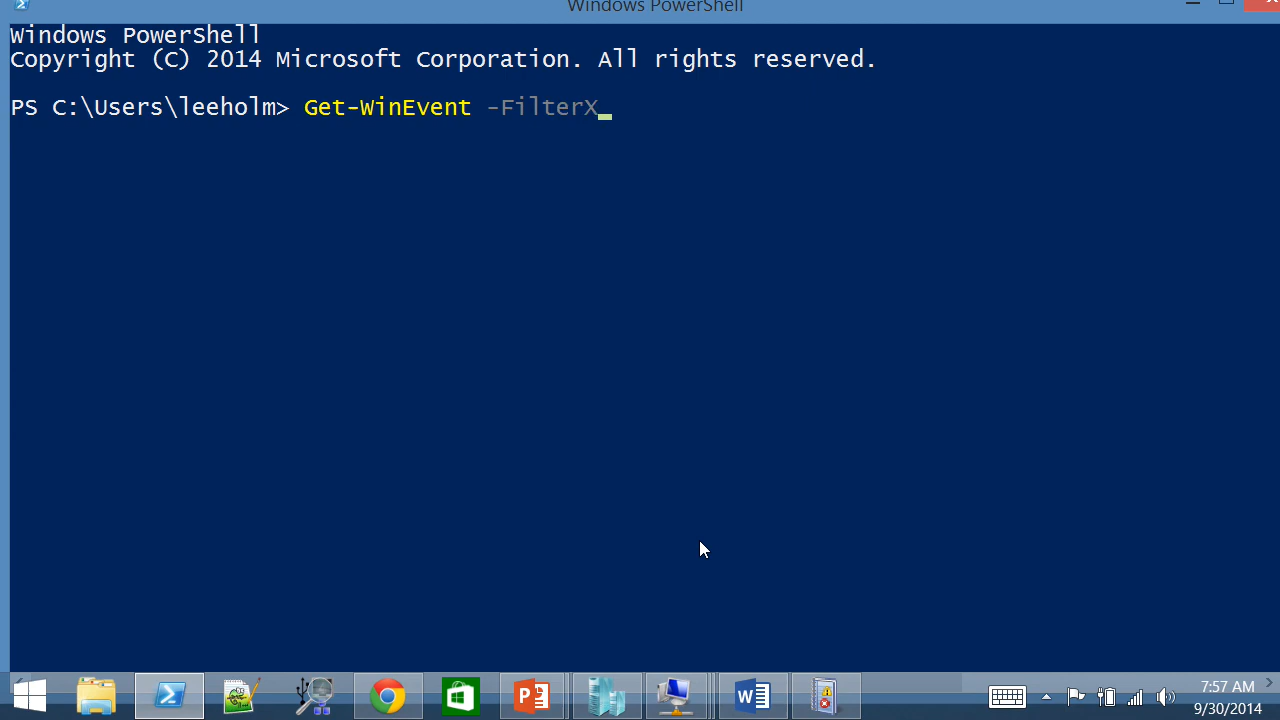 Windows PowerShell
Windows PowerShell
Copyright (C) 2014 Microsoft Corporation. All rights reserved.
PS C:\Users\leeholm> Get-WinEvent -FilterX
7:57 AM
9/30/2014